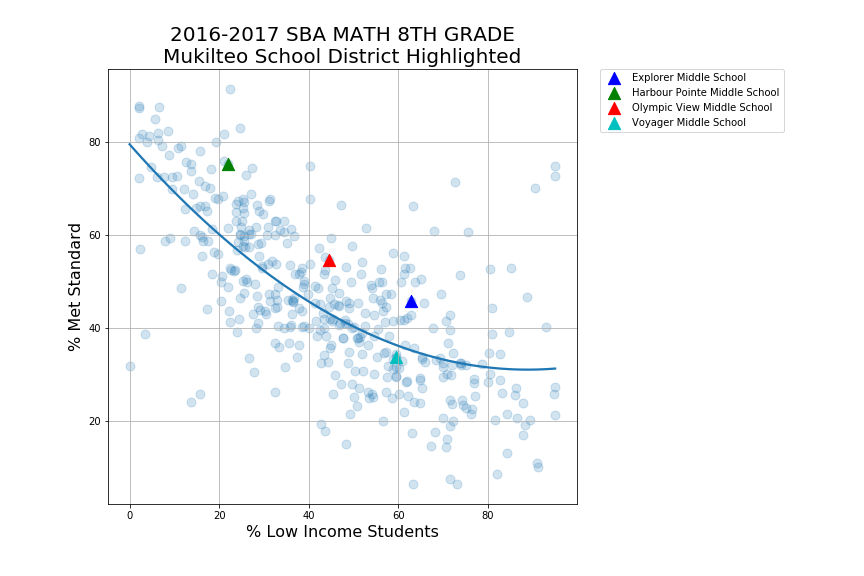 2016-2017 SBA MATH 8TH GRADE
Mukilteo School District Highlighted
Explorer Middle School
Harbour Pointe Middle School
Olympic View Middle School
Voyager Middle School
% Met Standard
80
60
40
20
0 20 40 60 80
% Low Income Students